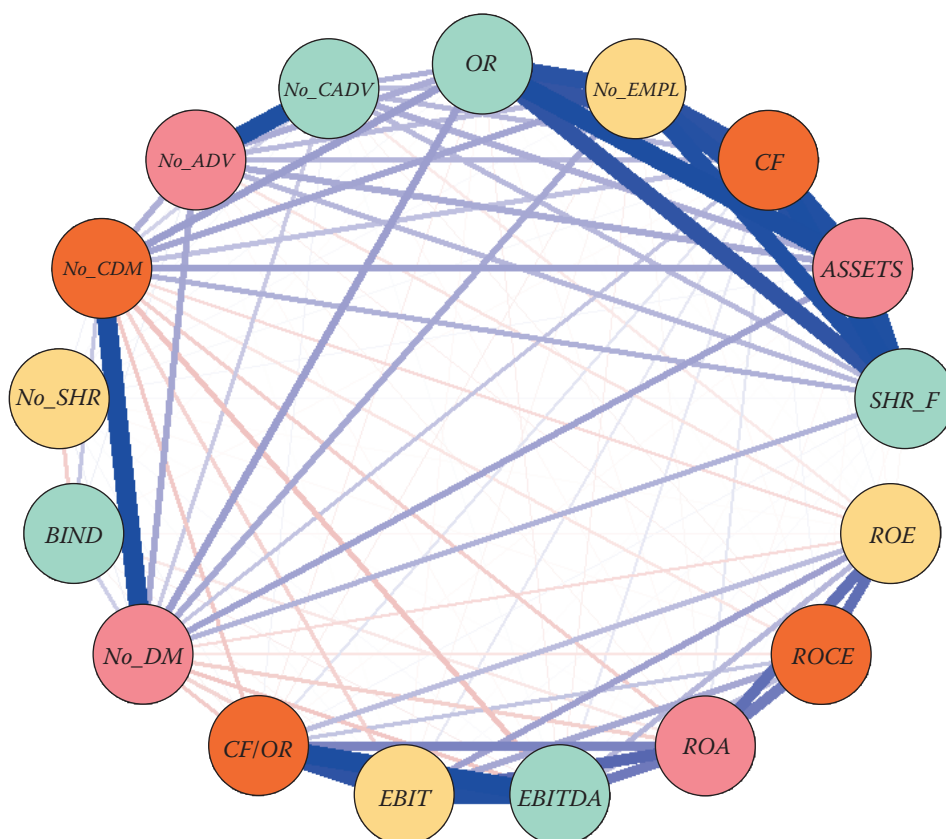 OR
No_CADV
No_EMPL
No_ADV
CF
No_CDM
ASSETS
No_SHR
SHR_F
BIND
ROE
No_DM
ROCE
CF/OR
ROA
EBIT
EBITDA